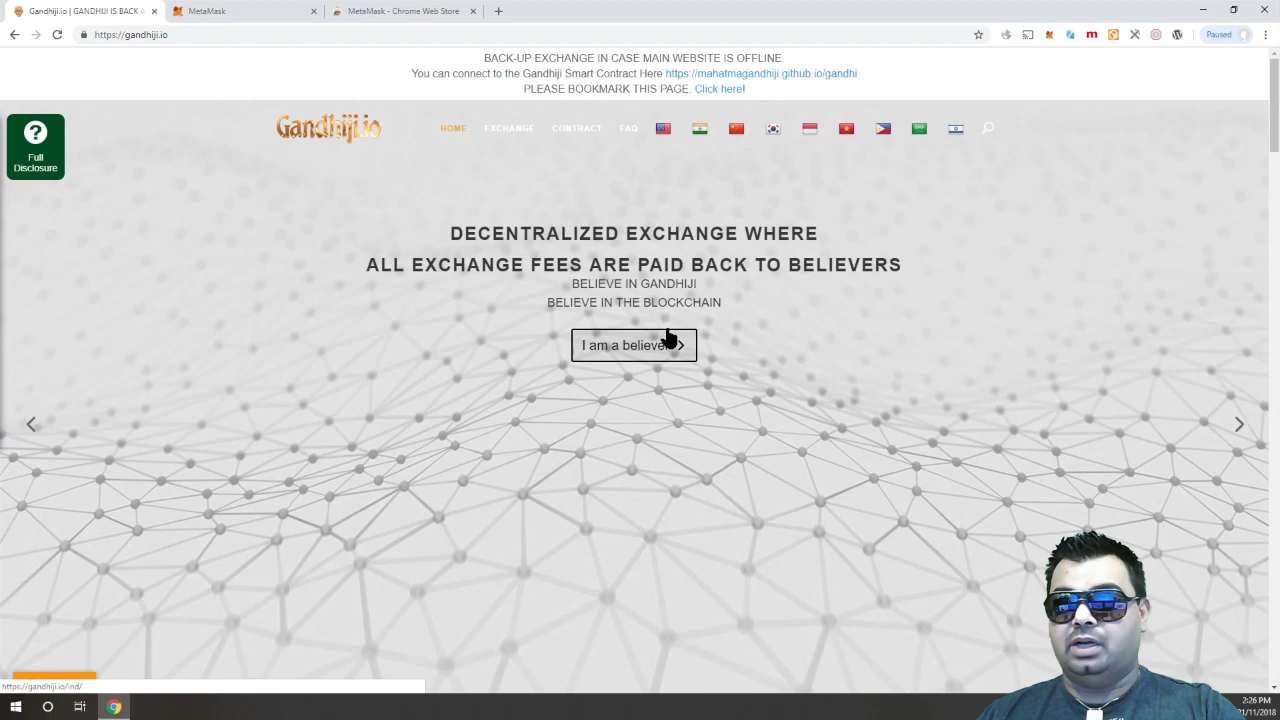 Gandhiji.io | GANDHIJI IS BACK A
MetaMask
MetaMask - Chrome Web Store
https://gandhiji.io
Paused
BACK-UP EXCHANGE IN CASE MAIN WEBSITE IS OFFLINE.
You can connect to the Gandhiji Smart Contract Here https://mahatmagandhiji.github.io/gandhi
PLEASE BOOKMARK THIS PAGE. Click here!
Full
Disclosure
Gandhiji.io
HOME EXCHANGE CONTRACT FAQ
DECENTRALIZED EXCHANGE WHERE
ALL EXCHANGE FEES ARE PAID BACK TO BELIEVERS
BELIEVE IN GANDHIJI
BELIEVE IN THE BLOCKCHAIN
I am a believer
https://gandhiji.io/ind/
2:26 PM
21/11/2018